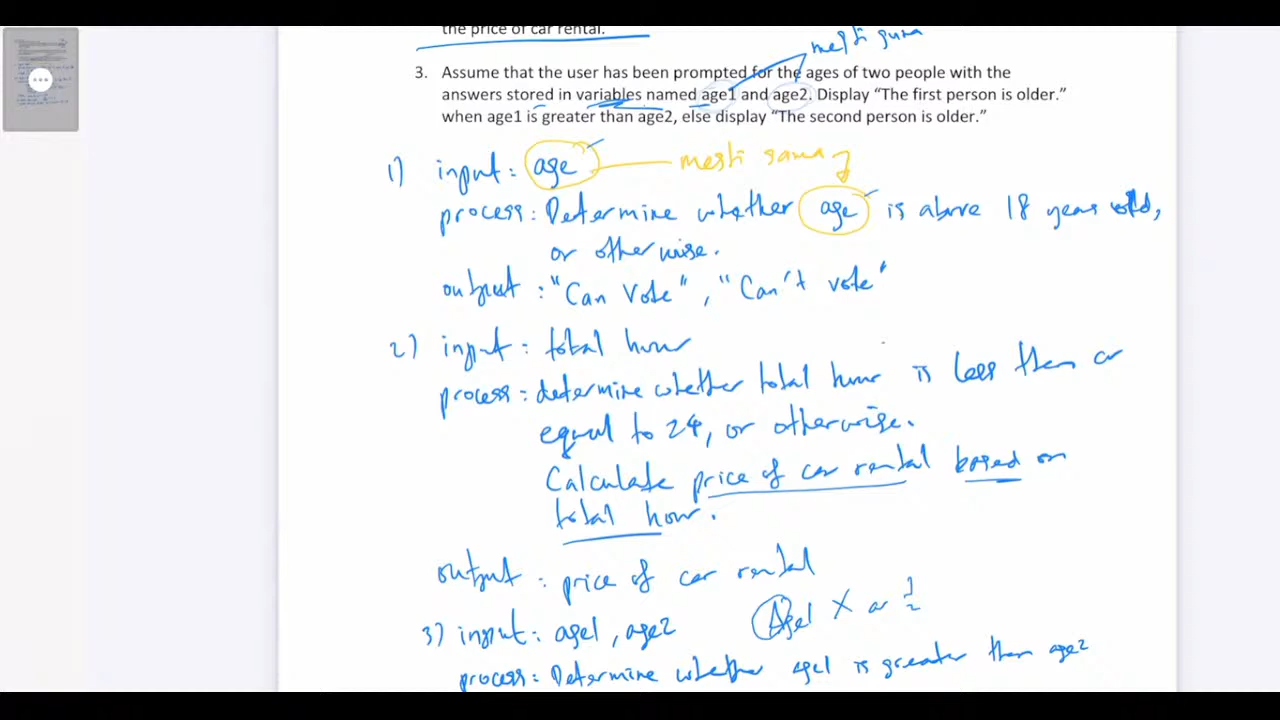 the price of car rental.
mesti sama
3. Assume that the user has been prompted for the ages of two people with the
answers stored in variables named age1 and age2. Display “The first person is older.”
when age1 is greater than age2, else display “The second person is older.”
1) input : age mesti sama
process : Determine whether age is above 18 years old,
or otherwise.
output : "Can Vote", "Can't vote"
2) input : total hour
process : determine whether total hour is less than or
equal to 24, or otherwise.
Calculate price of car rental based on
total hour.
output : price of car rental
Age1 X
3) input : age1, age2
process : Determine whether age1 is greater than age2